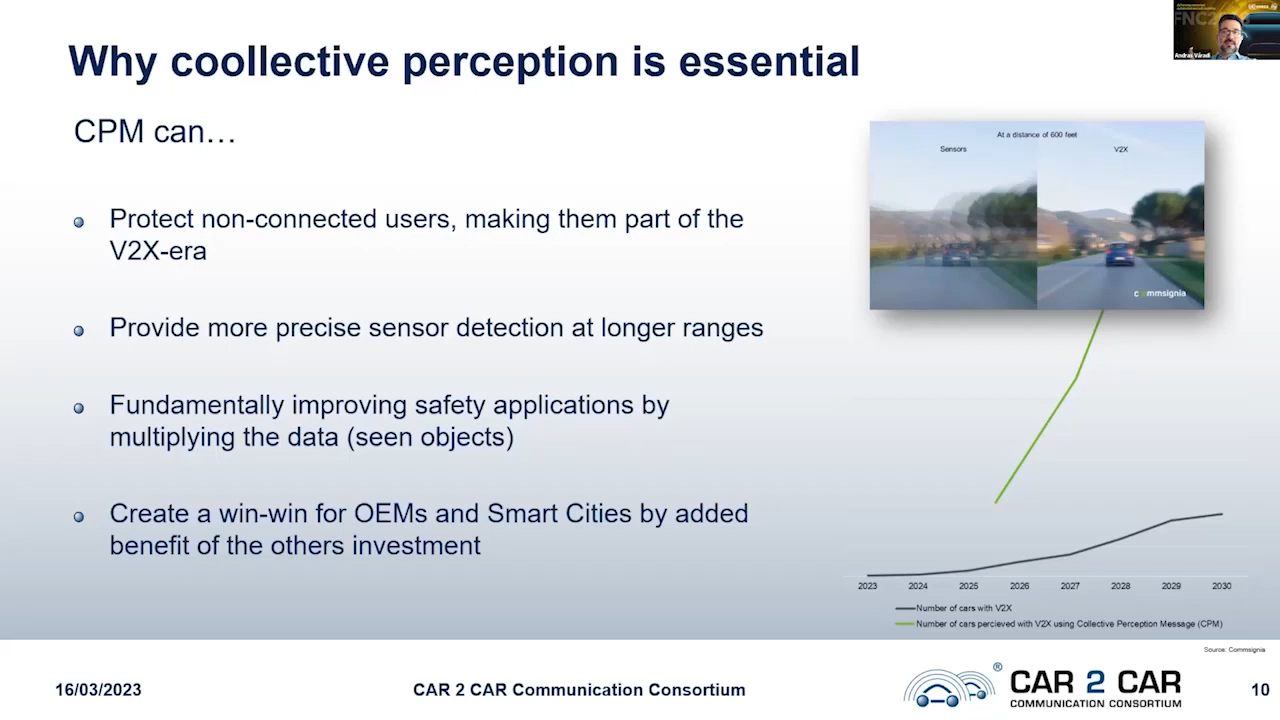 Why coollective perception is essential
CPM can…
Protect non-connected users, making them part of the
V2X-era
Provide more precise sensor detection at longer ranges
Fundamentally improving safety applications by
multiplying the data (seen objects)
Create a win-win for OEMs and Smart Cities by added
benefit of the others investment
Andras Váradi
At a distance of 600 feet
Sensors
V2X
commsignia
2023 2024 2025 2026 2027 2028 2029 2030
Number of cars with V2X
Number of cars percieved with V2X using Collective Perception Message (CPM)
Source: Commsignia
16/03/2023
CAR 2 CAR Communication Consortium
®
CAR 2 CAR
COMMUNICATION CONSORTIUM
10